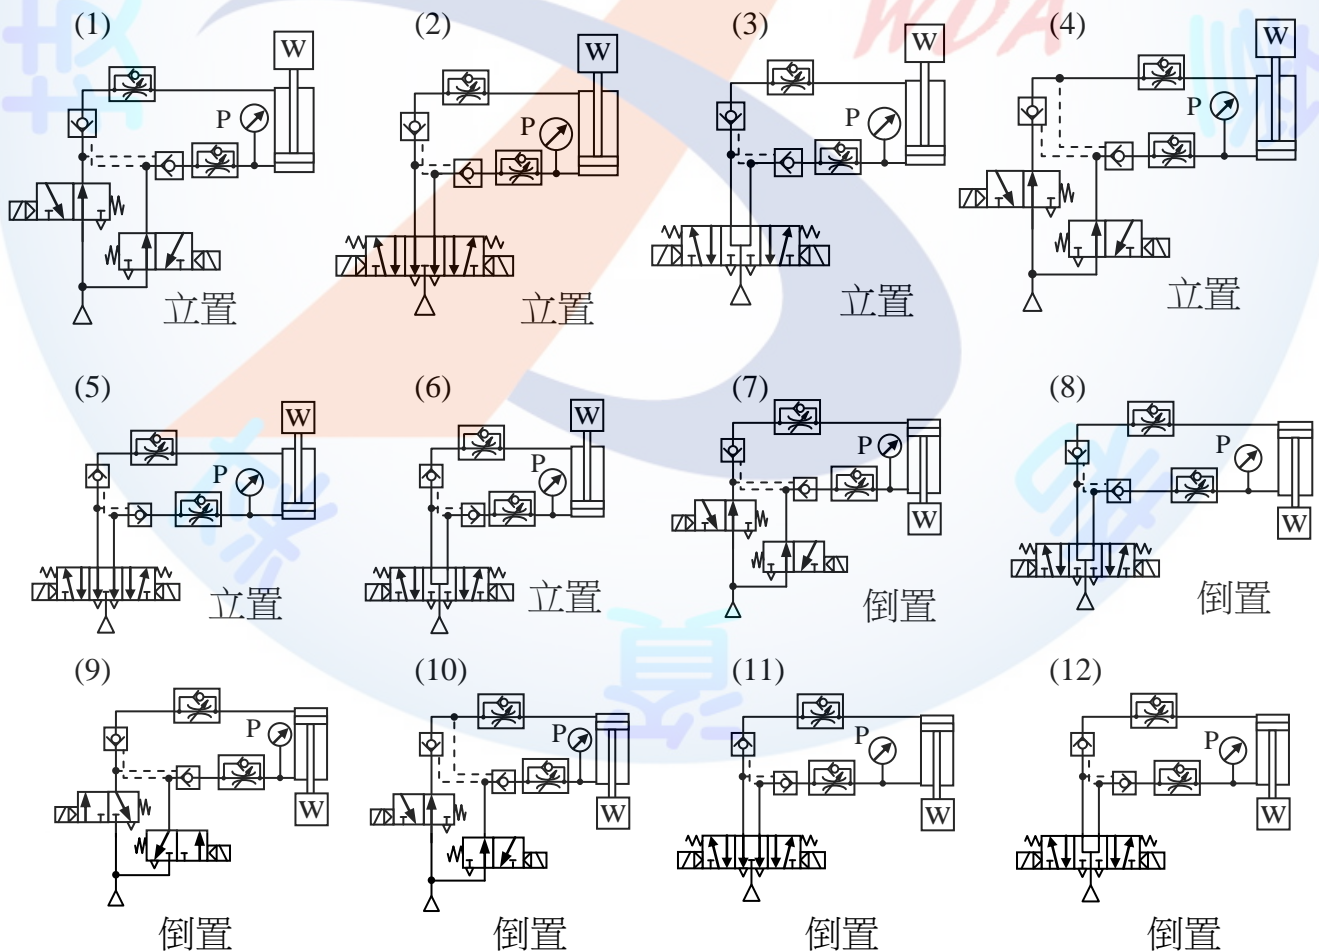 (1) (2) (3) (4)
W W W W
P P P P
立置 立置 立置 立置
(5) (6) (7) (8)
W W W W
P P P P
立置 立置 倒置 倒置
(9) (10) (11) (12)
W W W W
P P P P
倒置 倒置 倒置 倒置
WDA